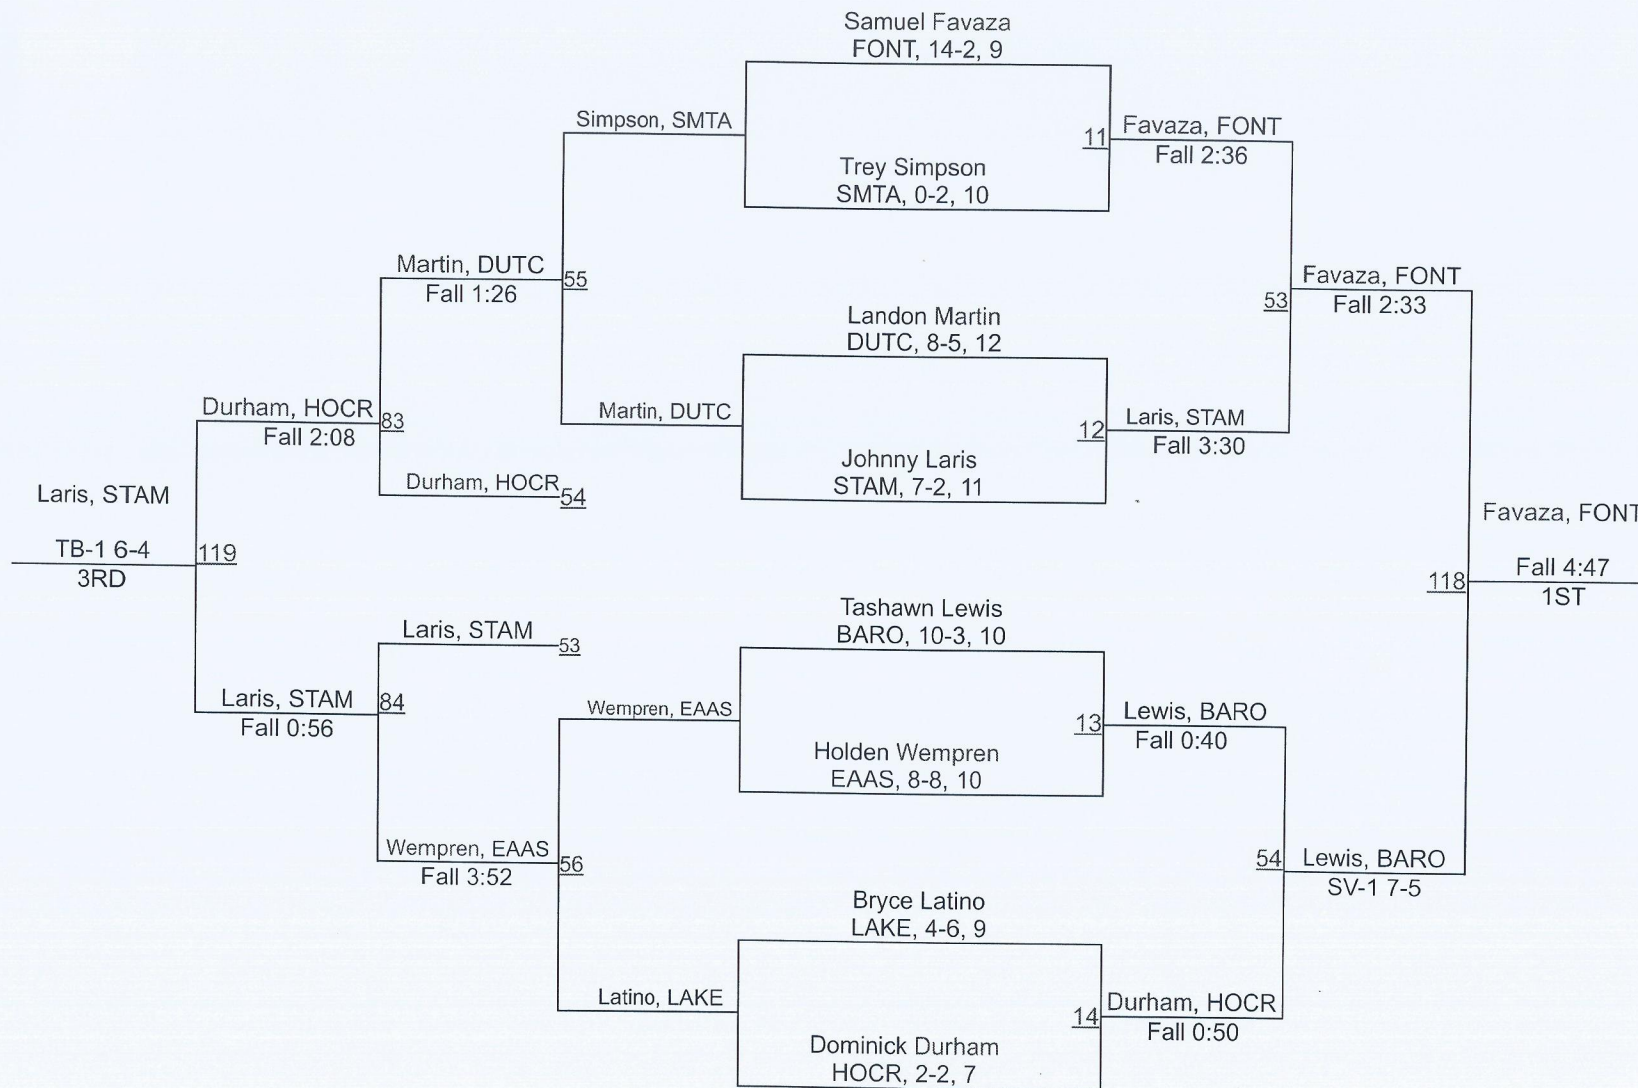 Samuel Favaza
FONT, 14-2, 9
Simpson, SMTA
11
Favaza, FONT
Fall 2:36
Trey Simpson
SMTA, 0-2, 10
Martin, DUTC
Fall 1:26
55
Favaza, FONT
Fall 2:33
53
Landon Martin
DUTC, 8-5, 12
Durham, HOCR
Fall 2:08
83
Martin, DUTC
12
Laris, STAM
Fall 3:30
Johnny Laris
STAM, 7-2, 11
Durham, HOCR
54
Laris, STAM
TB-1 6-4
3RD
119
Favaza, FONT
Fall 4:47
1ST
118
Tashawn Lewis
BARO, 10-3, 10
Laris, STAM
53
Laris, STAM
Fall 0:56
84
Wempren, EAAS
13
Lewis, BARO
Fall 0:40
Holden Wempren
EAAS, 8-8, 10
Wempren, EAAS
Fall 3:52
56
54
Lewis, BARO
SV-1 7-5
Bryce Latino
LAKE, 4-6, 9
Latino, LAKE
14
Durham, HOCR
Fall 0:50
Dominick Durham
HOCR, 2-2, 7